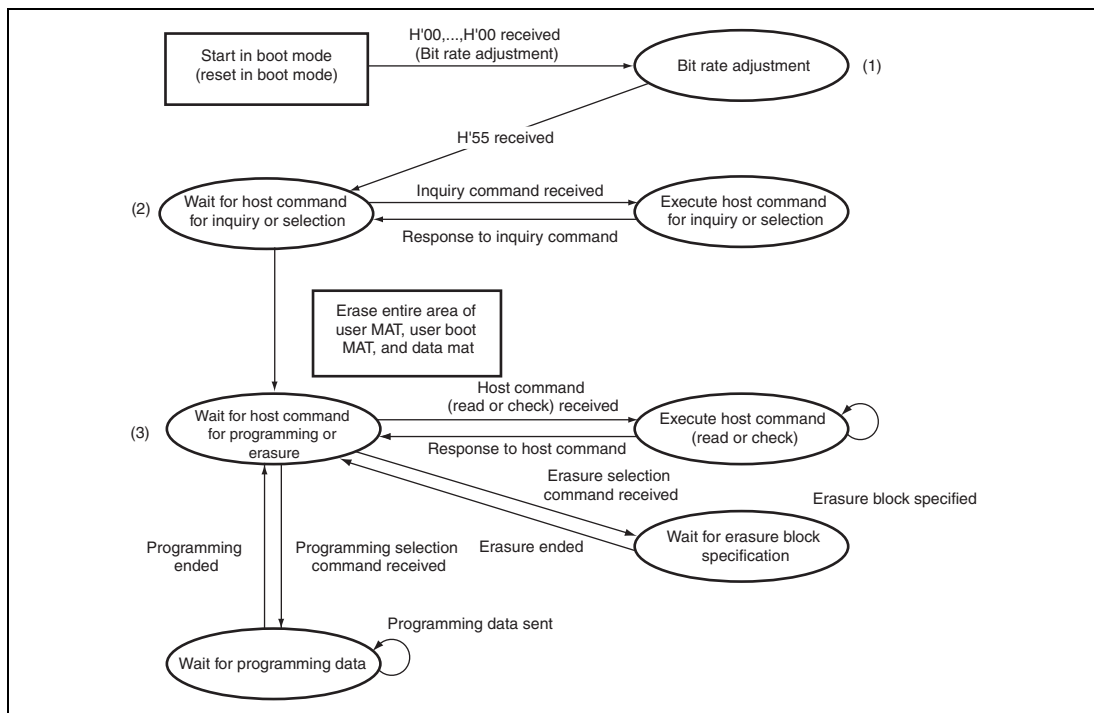 Start in boot mode
(reset in boot mode)
H'00,...,H'00 received
(Bit rate adjustment)
Bit rate adjustment
(1)
H'55 received
(2)
Wait for host command
for inquiry or selection
Inquiry command received
Response to inquiry command
Execute host command
for inquiry or selection
Erase entire area of
user MAT, user boot
MAT, and data mat
(3)
Wait for host command
for programming or
erasure
Host command
(read or check) received
Response to host command
Execute host command
(read or check)
Erasure selection
command received
Erasure block specified
Erasure ended
Wait for erasure block
specification
Programming
ended
Programming selection
command received
Programming data sent
Wait for programming data